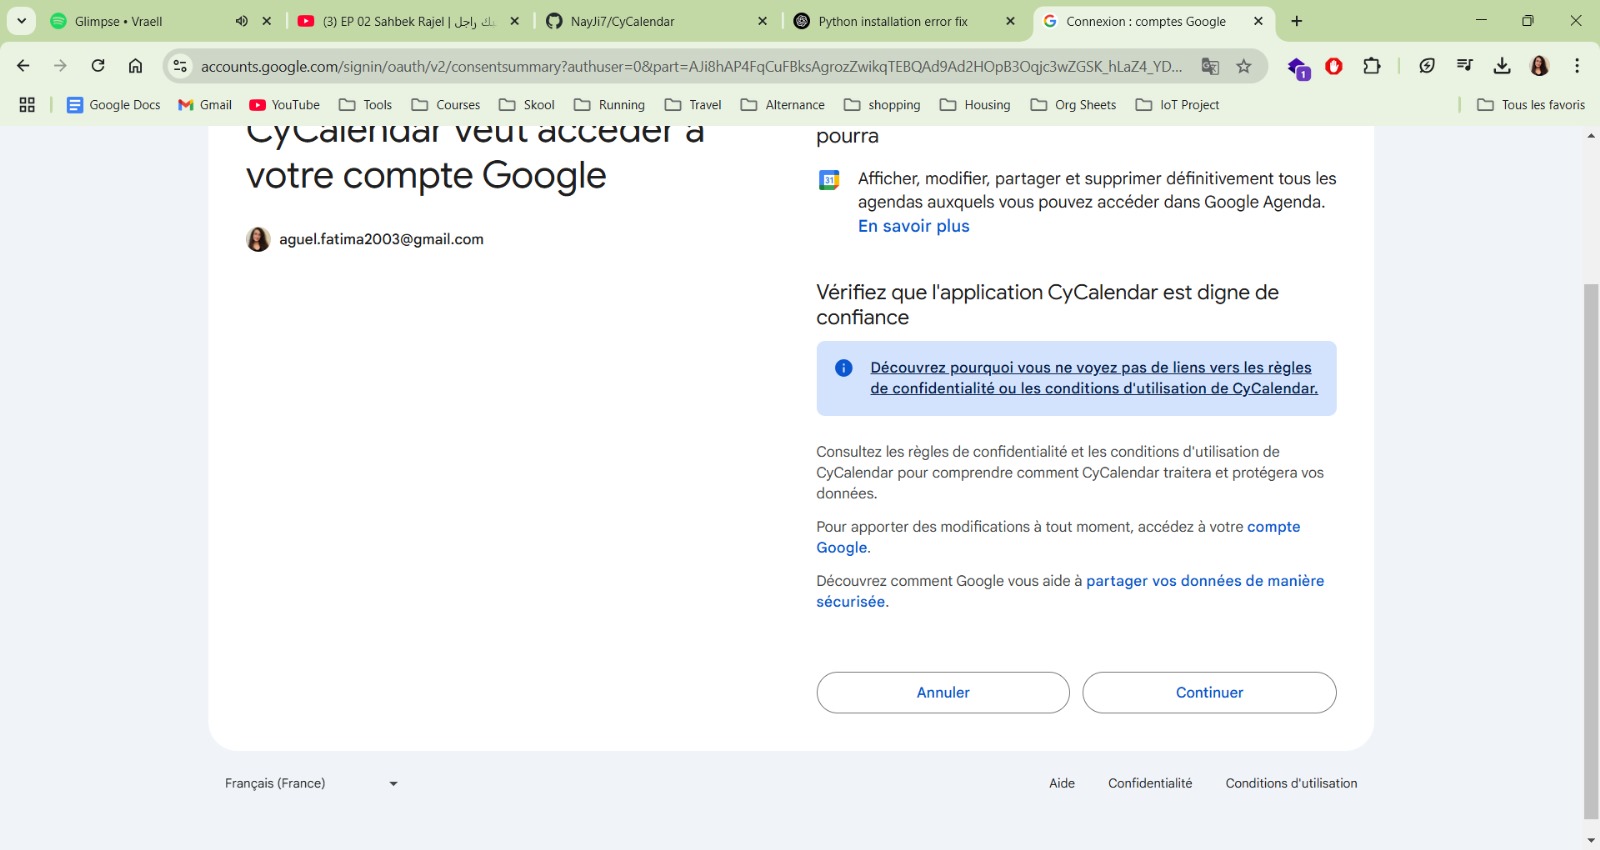 Glimpse • Vraell
(3) EP 02 Sahbek Rajel | صاحبك راجل
NayJi7/CyCalendar
Python installation error fix
Connexion : comptes Google
accounts.google.com/signin/oauth/v2/consentsummary?authuser=0&part=AJi8hAP4FqCuFBksAgrozZwikqTEBQAd9Ad2HOpB3Oqjc3wZGSK_hLaZ4_YD...
1
Google Docs
Gmail
YouTube
Tools
Courses
Skool
Running
Travel
Alternance
shopping
Housing
Org Sheets
IoT Project
Tous les favoris
CyCalendar veut accéder à
votre compte Google
aguel.fatima2003@gmail.com
pourra
31
Afficher, modifier, partager et supprimer définitivement tous les
agendas auxquels vous pouvez accéder dans Google Agenda.
En savoir plus
Vérifiez que l'application CyCalendar est digne de
confiance
Découvrez pourquoi vous ne voyez pas de liens vers les règles
de confidentialité ou les conditions d'utilisation de CyCalendar.
Consultez les règles de confidentialité et les conditions d'utilisation de
CyCalendar pour comprendre comment CyCalendar traitera et protégera vos
données.
Pour apporter des modifications à tout moment, accédez à votre compte
Google.
Découvrez comment Google vous aide à partager vos données de manière
sécurisée.
Annuler
Continuer
Français (France)
Aide
Confidentialité
Conditions d'utilisation